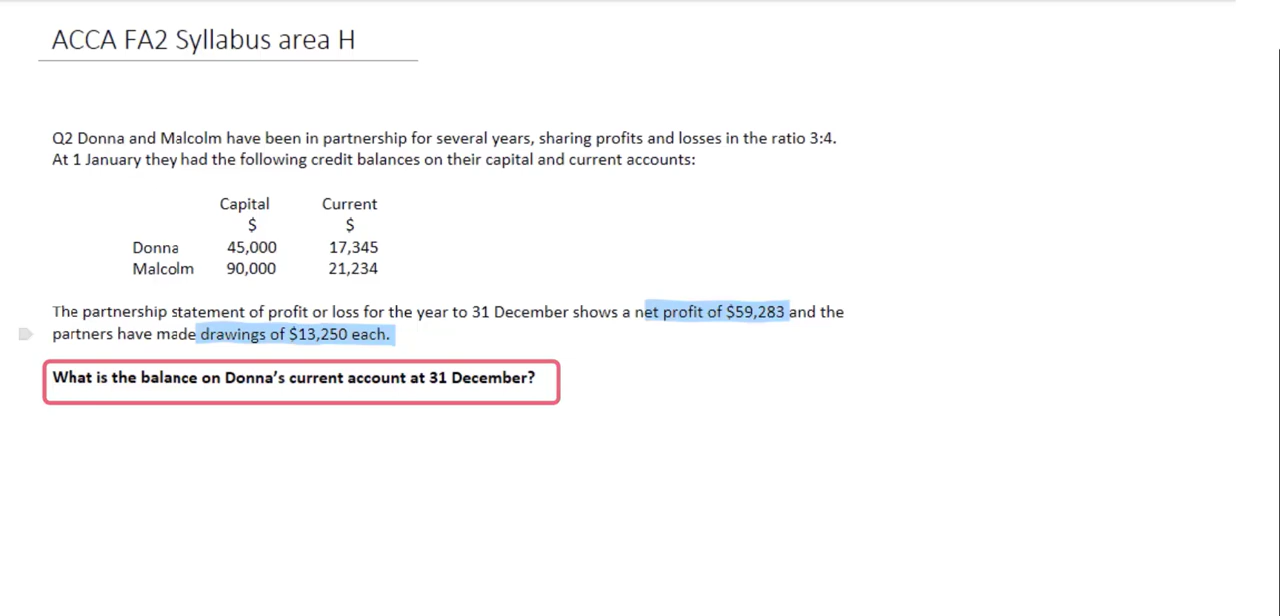 ACCA FA2 Syllabus area H
Q2 Donna and Malcolm have been in partnership for several years, sharing profits and losses in the ratio 3:4.
At 1 January they had the following credit balances on their capital and current accounts:
Capital Current
$ $
Donna 45,000 17,345
Malcolm 90,000 21,234
The partnership statement of profit or loss for the year to 31 December shows a net profit of $59,283 and the
partners have made drawings of $13,250 each.
What is the balance on Donna's current account at 31 December?